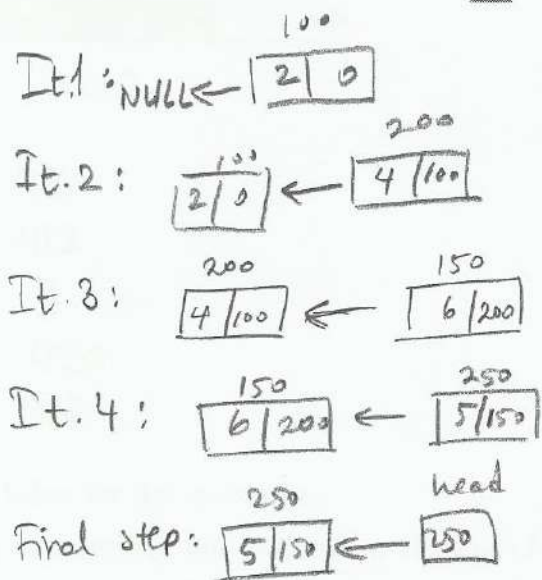 100
It.1: NULL ← 2 | 0
100 200
It.2: 2 | 0 ← 4 | 100
200 150
It.3: 4 | 100 ← 6 | 200
150 250
It.4: 6 | 200 ← 5 | 150
250 head
Final step: 5 | 150 ← 250